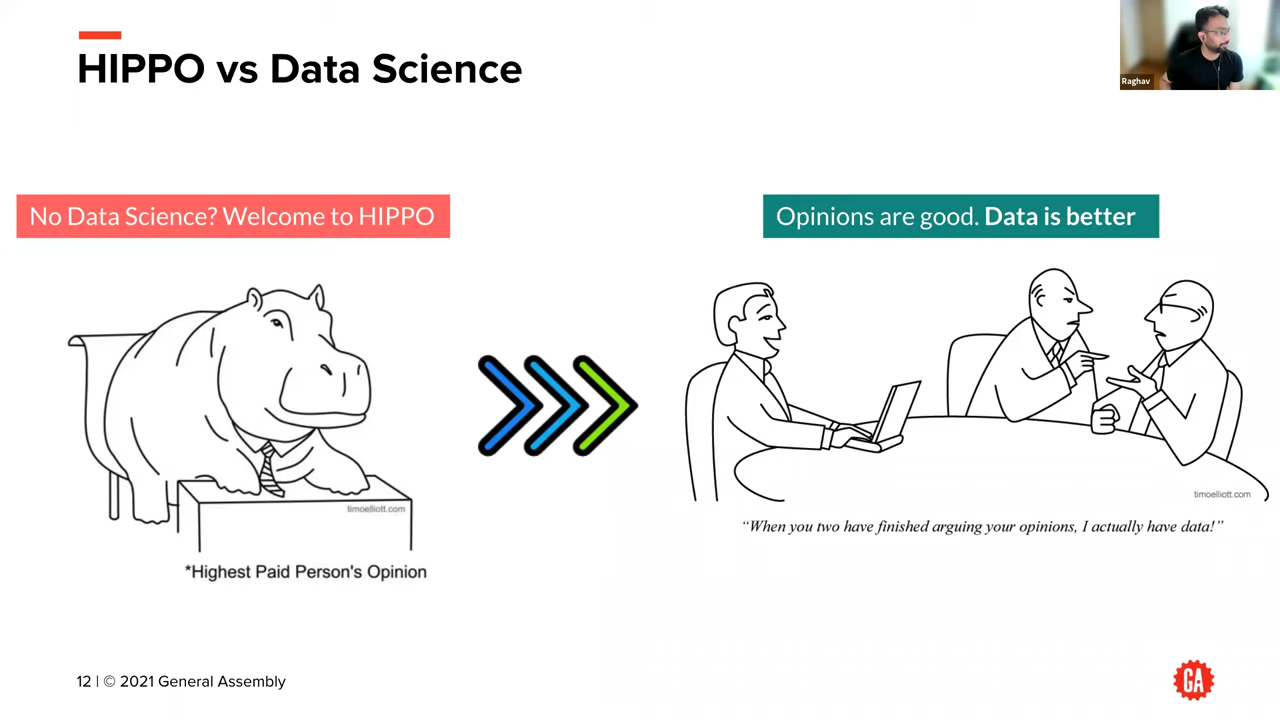 HIPPO vs Data Science
Raghav
No Data Science? Welcome to HIPPO
Opinions are good. Data is better
timoelliott.com
timoelliott.com
“When you two have finished arguing your opinions, I actually have data!”
*Highest Paid Person's Opinion
12 | © 2021 General Assembly
GA